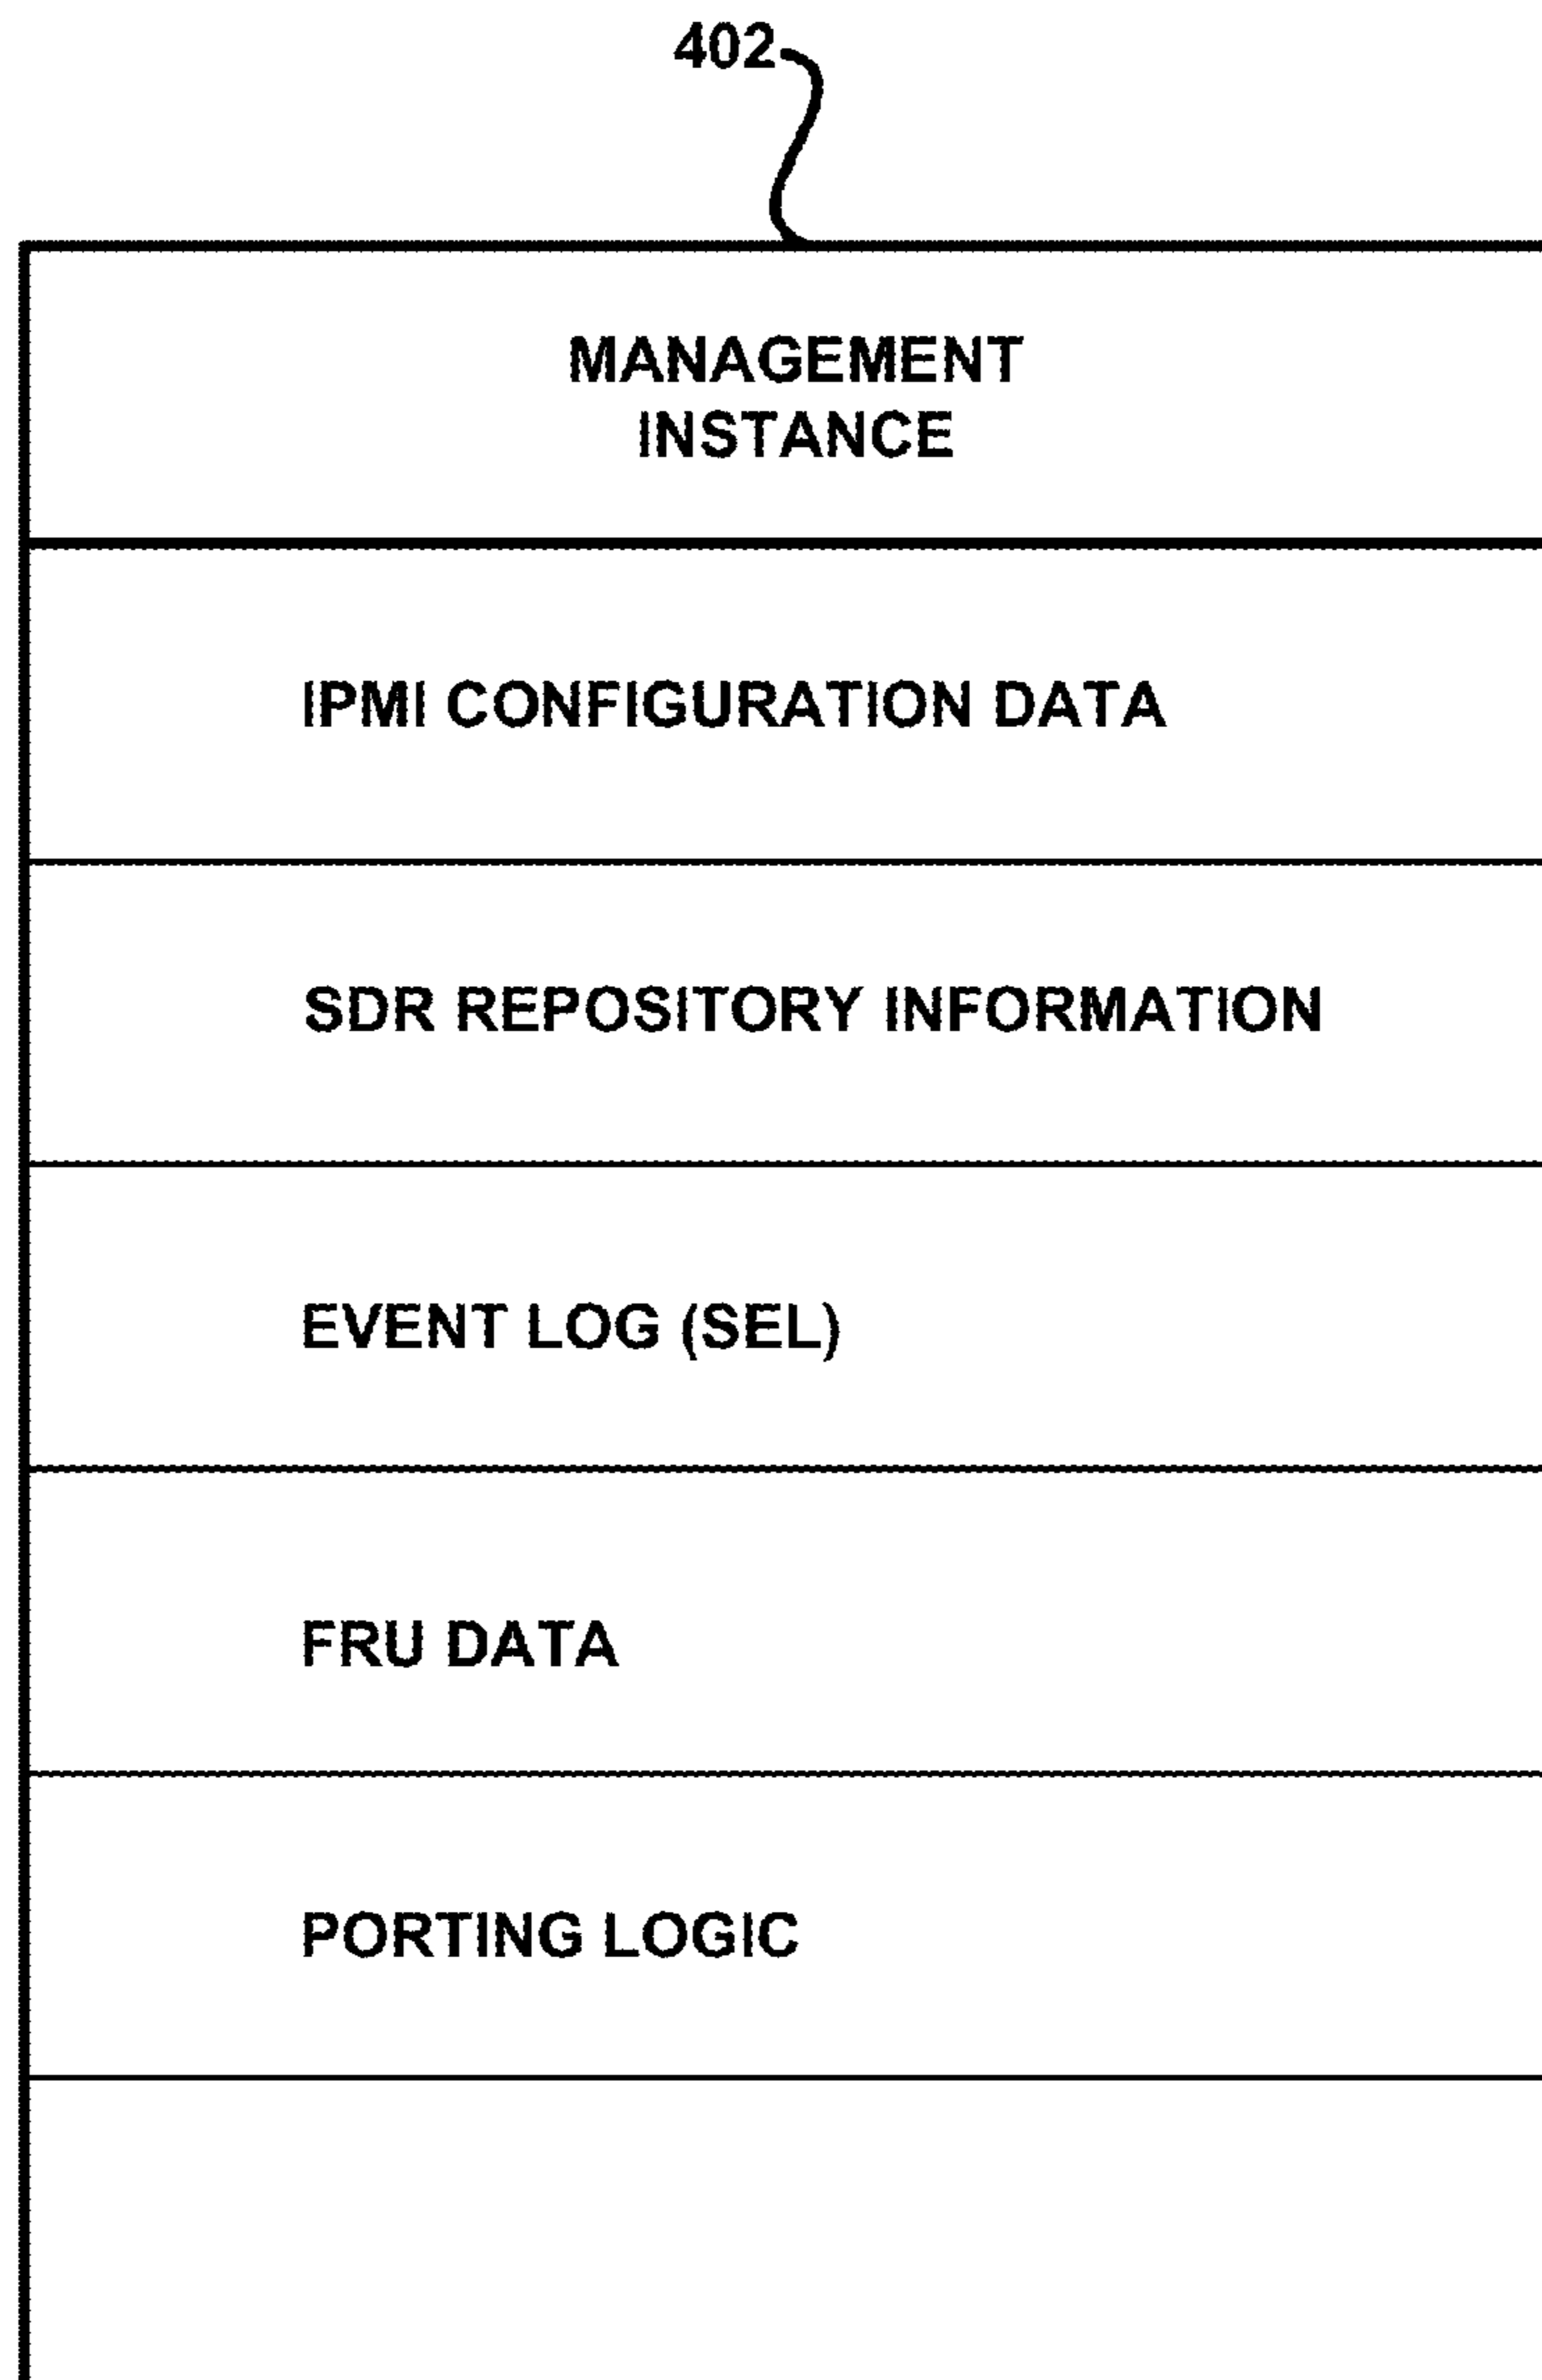 402
MANAGEMENT
INSTANCE
IPMI CONFIGURATION DATA
SDR REPOSITORY INFORMATION
EVENT LOG (SEL)
FRU DATA
PORTING LOGIC